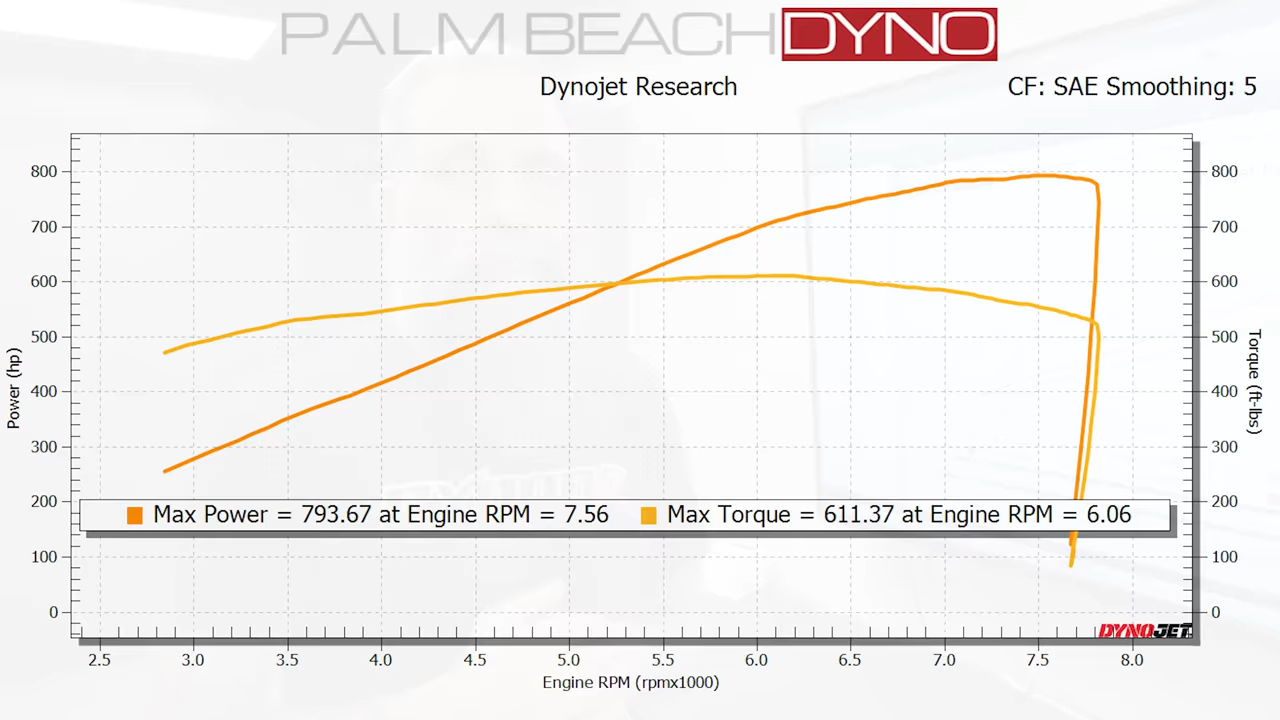 PALM BEACH DYNO
Dynojet Research
CF: SAE Smoothing: 5
Power (hp)
800
700
600
500
400
300
200
100
0
800
700
600
500
400
300
200
100
0
Torque (ft-lbs)
Max Power = 793.67 at Engine RPM = 7.56
Max Torque = 611.37 at Engine RPM = 6.06
DYNOJET
2.5 3.0 3.5 4.0 4.5 5.0 5.5 6.0 6.5 7.0 7.5 8.0
Engine RPM (rpmx1000)